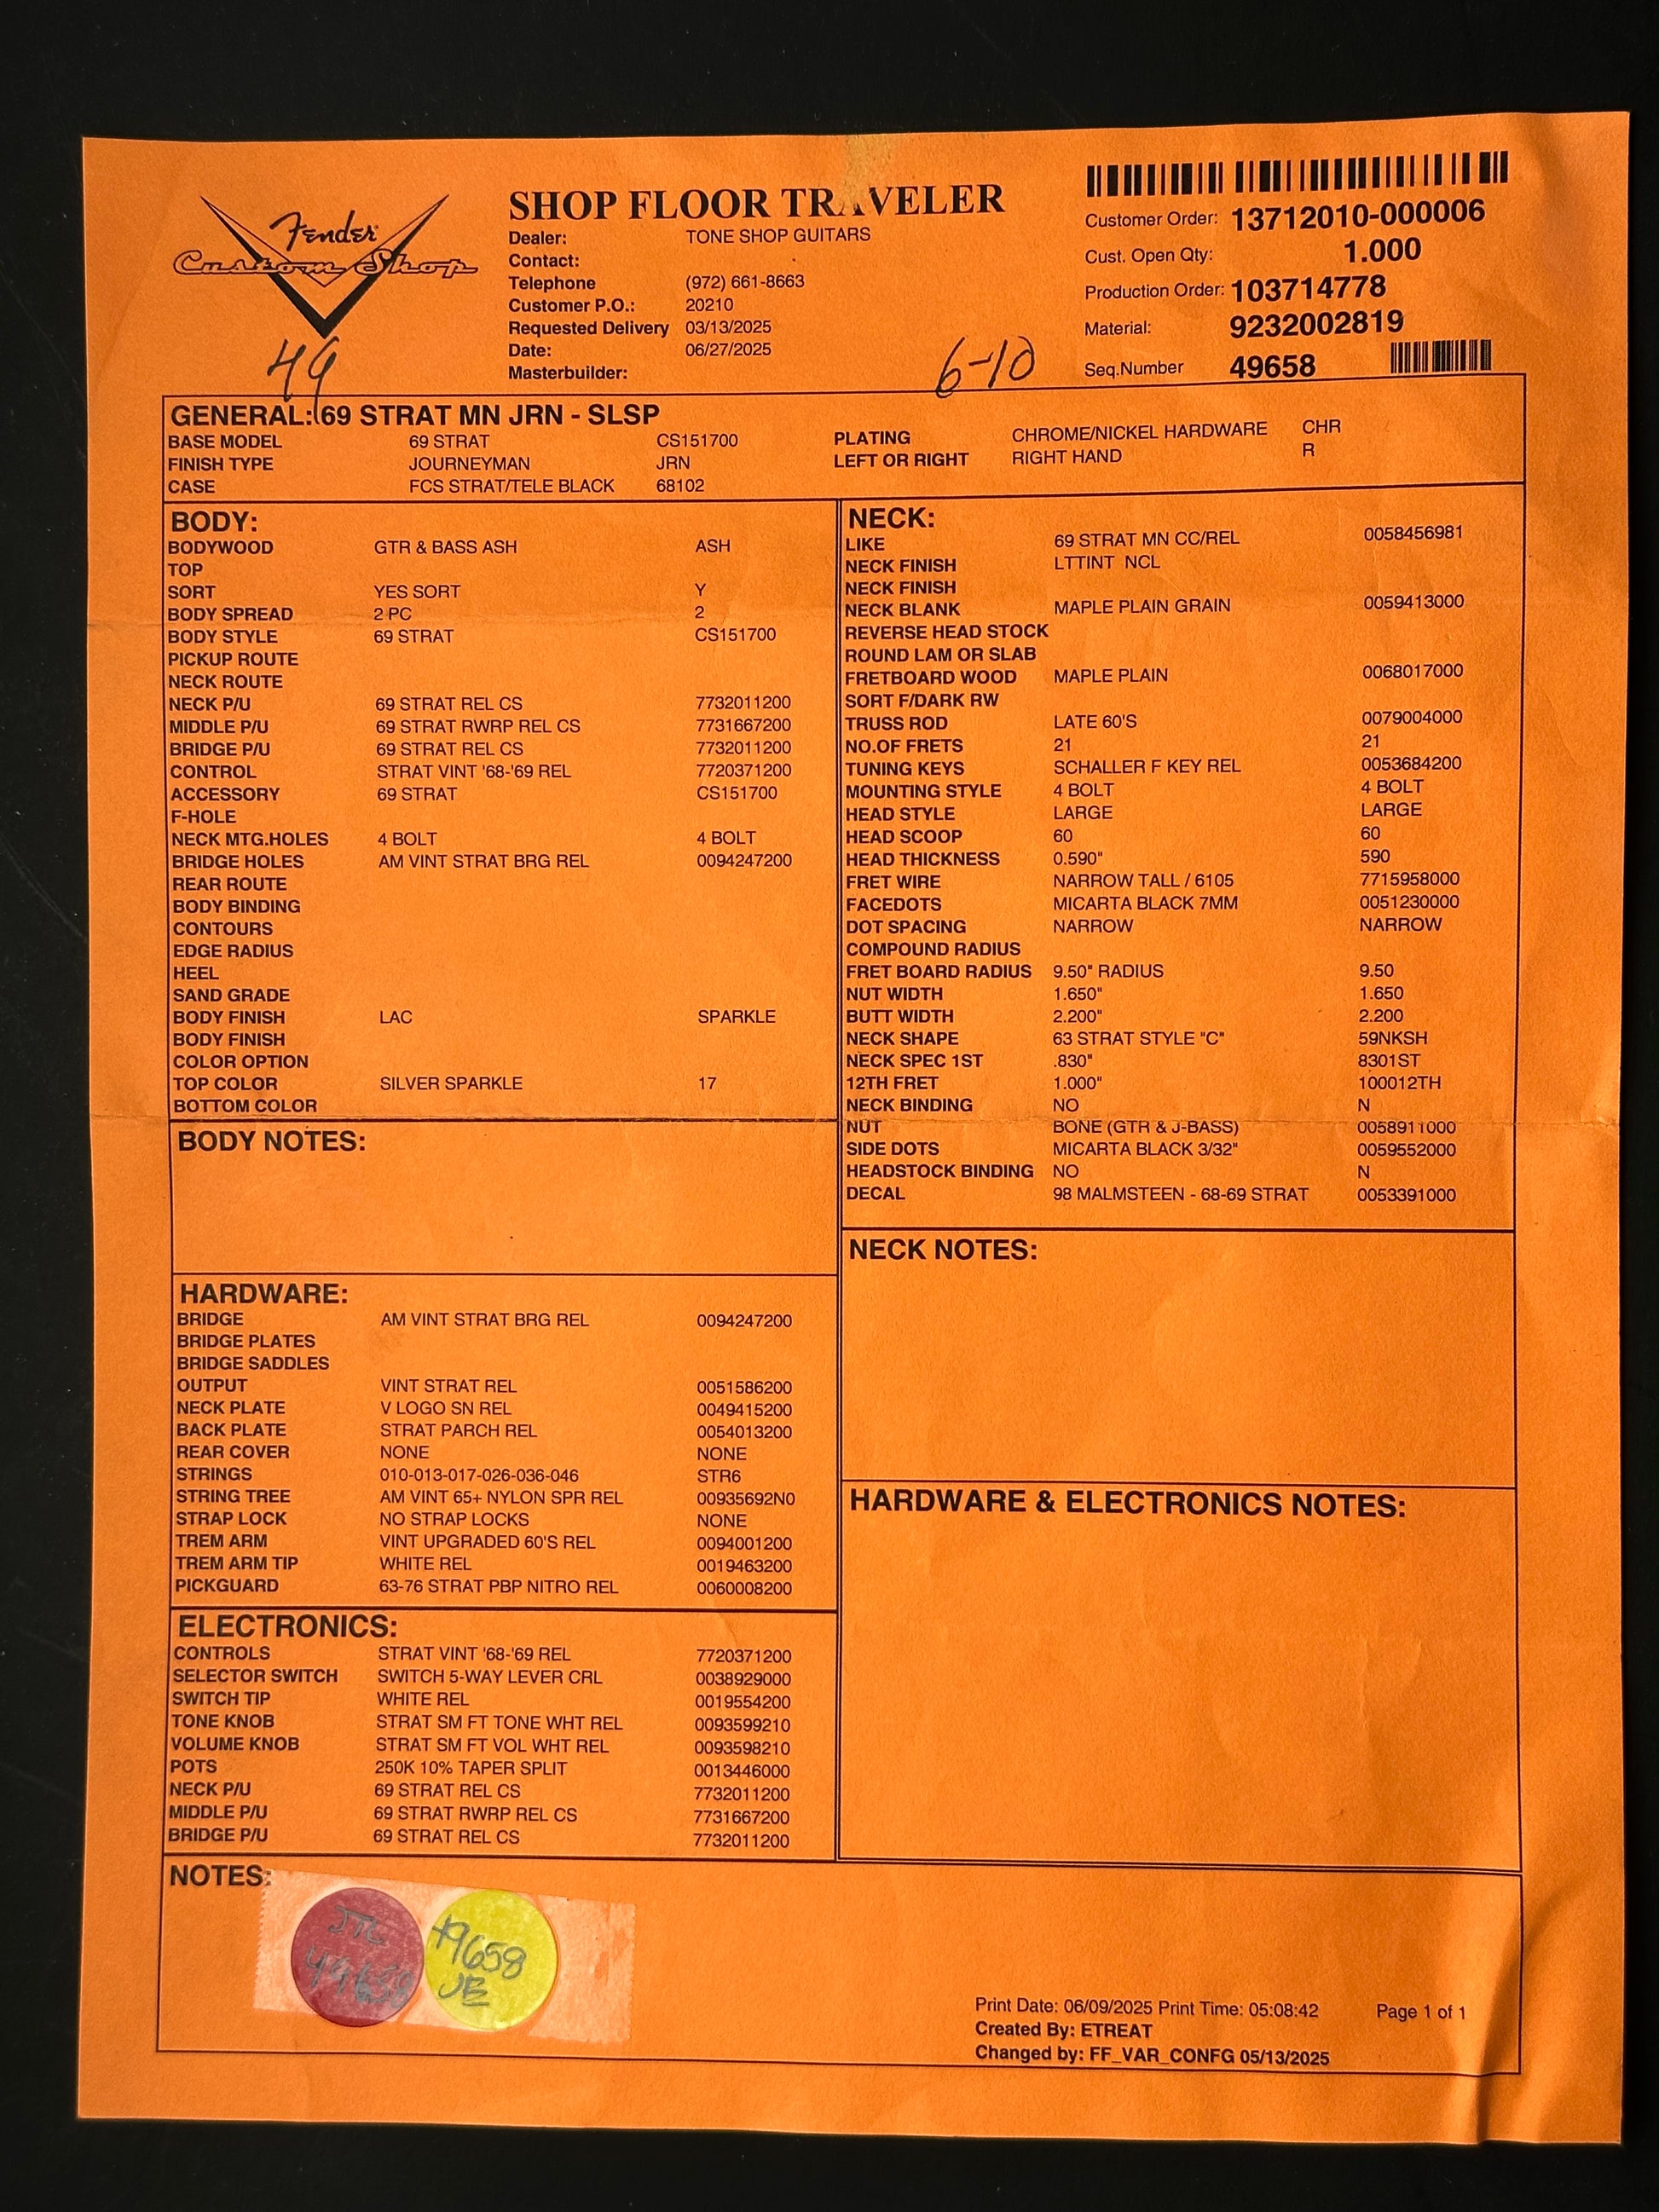 Fender
Custom Shop
SHOP FLOOR TRAVELER
Dealer: TONE SHOP GUITARS
Contact:
Telephone (972) 661-8663
Customer P.O.: 20210
Requested Delivery 03/13/2025
Date: 06/27/2025
Masterbuilder:
Customer Order: 13712010-000006
Cust. Open Qty: 1.000
Production Order: 103714778
Material: 9232002819
Seq.Number 49658
49
6-10
GENERAL: 69 STRAT MN JRN - SLSP
BASE MODEL 69 STRAT CS151700
FINISH TYPE JOURNEYMAN JRN
CASE FCS STRAT/TELE BLACK 68102
PLATING CHROME/NICKEL HARDWARE CHR
LEFT OR RIGHT RIGHT HAND R
BODY:
BODYWOOD GTR & BASS ASH ASH
TOP
SORT YES SORT Y
BODY SPREAD 2 PC 2
BODY STYLE 69 STRAT CS151700
PICKUP ROUTE
NECK ROUTE
NECK P/U 69 STRAT REL CS 7732011200
MIDDLE P/U 69 STRAT RWRP REL CS 7731667200
BRIDGE P/U 69 STRAT REL CS 7732011200
CONTROL STRAT VINT '68-'69 REL 7720371200
ACCESSORY 69 STRAT CS151700
F-HOLE
NECK MTG.HOLES 4 BOLT 4 BOLT
BRIDGE HOLES AM VINT STRAT BRG REL 0094247200
REAR ROUTE
BODY BINDING
CONTOURS
EDGE RADIUS
HEEL
SAND GRADE
BODY FINISH LAC SPARKLE
BODY FINISH
COLOR OPTION
TOP COLOR SILVER SPARKLE 17
BOTTOM COLOR
BODY NOTES:
HARDWARE:
BRIDGE AM VINT STRAT BRG REL 0094247200
BRIDGE PLATES
BRIDGE SADDLES
OUTPUT VINT STRAT REL 0051586200
NECK PLATE V LOGO SN REL 0049415200
BACK PLATE STRAT PARCH REL 0054013200
REAR COVER NONE NONE
STRINGS 010-013-017-026-036-046 STR6
STRING TREE AM VINT 65+ NYLON SPR REL 00935692N0
STRAP LOCK NO STRAP LOCKS NONE
TREM ARM VINT UPGRADED 60'S REL 0094001200
TREM ARM TIP WHITE REL 0019463200
PICKGUARD 63-76 STRAT PBP NITRO REL 0060008200
ELECTRONICS:
CONTROLS STRAT VINT '68-'69 REL 7720371200
SELECTOR SWITCH SWITCH 5-WAY LEVER CRL 0038929000
SWITCH TIP WHITE REL 0019554200
TONE KNOB STRAT SM FT TONE WHT REL 0093599210
VOLUME KNOB STRAT SM FT VOL WHT REL 0093598210
POTS 250K 10% TAPER SPLIT 0013446000
NECK P/U 69 STRAT REL CS 7732011200
MIDDLE P/U 69 STRAT RWRP REL CS 7731667200
BRIDGE P/U 69 STRAT REL CS 7732011200
NECK:
LIKE 69 STRAT MN CC/REL 0058456981
NECK FINISH LTTINT NCL
NECK FINISH
NECK BLANK MAPLE PLAIN GRAIN 0059413000
REVERSE HEAD STOCK
ROUND LAM OR SLAB
FRETBOARD WOOD MAPLE PLAIN 0068017000
SORT F/DARK RW
TRUSS ROD LATE 60'S 0079004000
NO.OF FRETS 21 21
TUNING KEYS SCHALLER F KEY REL 0053684200
MOUNTING STYLE 4 BOLT 4 BOLT
HEAD STYLE LARGE LARGE
HEAD SCOOP 60 60
HEAD THICKNESS 0.590" 590
FRET WIRE NARROW TALL / 6105 7715958000
FACEDOTS MICARTA BLACK 7MM 0051230000
DOT SPACING NARROW NARROW
COMPOUND RADIUS
FRET BOARD RADIUS 9.50" RADIUS 9.50
NUT WIDTH 1.650" 1.650
BUTT WIDTH 2.200" 2.200
NECK SHAPE 63 STRAT STYLE "C" 59NKSH
NECK SPEC 1ST .830" 8301ST
12TH FRET 1.000" 100012TH
NECK BINDING NO N
NUT BONE (GTR & J-BASS) 0058911000
SIDE DOTS MICARTA BLACK 3/32" 0059552000
HEADSTOCK BINDING NO N
DECAL 98 MALMSTEEN - 68-69 STRAT 0053391000
NECK NOTES:
HARDWARE & ELECTRONICS NOTES:
NOTES:
49658
JE
Print Date: 06/09/2025 Print Time: 05:08:42 Page 1 of 1
Created By: ETREAT
Changed by: FF_VAR_CONFG 05/13/2025